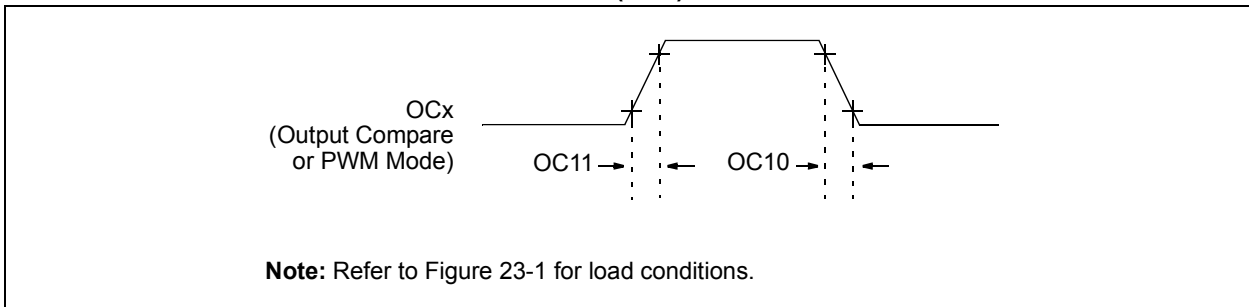 OCx
(Output Compare
or PWM Mode)
OC11
OC10
Note: Refer to Figure 23-1 for load conditions.